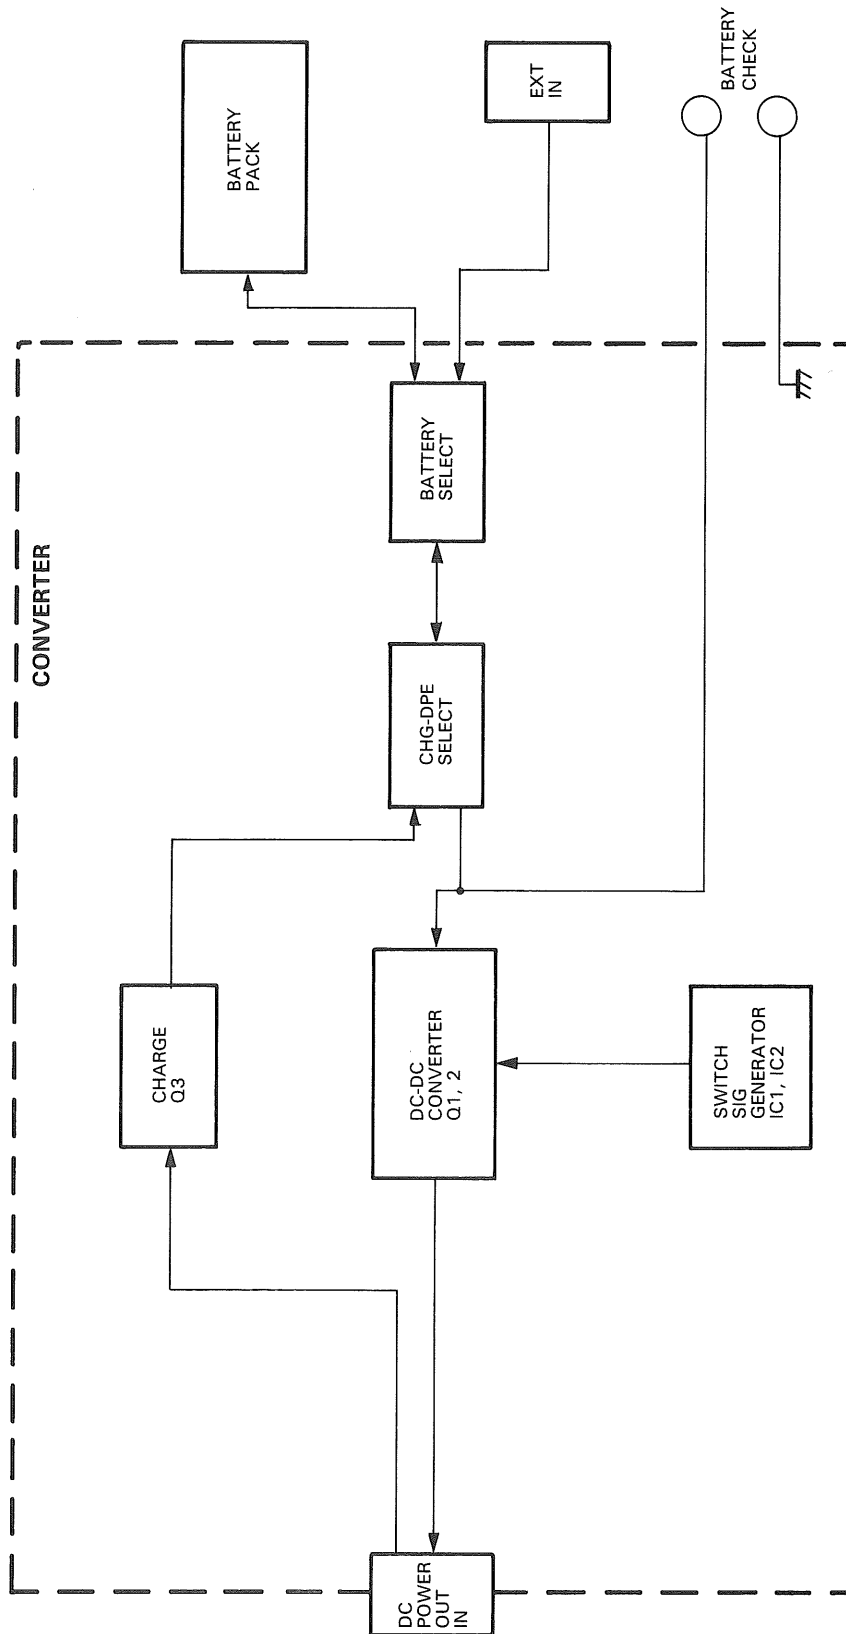 CONVERTER
DC
POWER
OUT
IN
CHARGE
Q3
DC-DC
CONVERTER
Q1, 2
SWITCH
SIG
GENERATOR
IC1, IC2
CHG-DPE
SELECT
BATTERY
SELECT
BATTERY
PACK
EXT
IN
BATTERY
CHECK